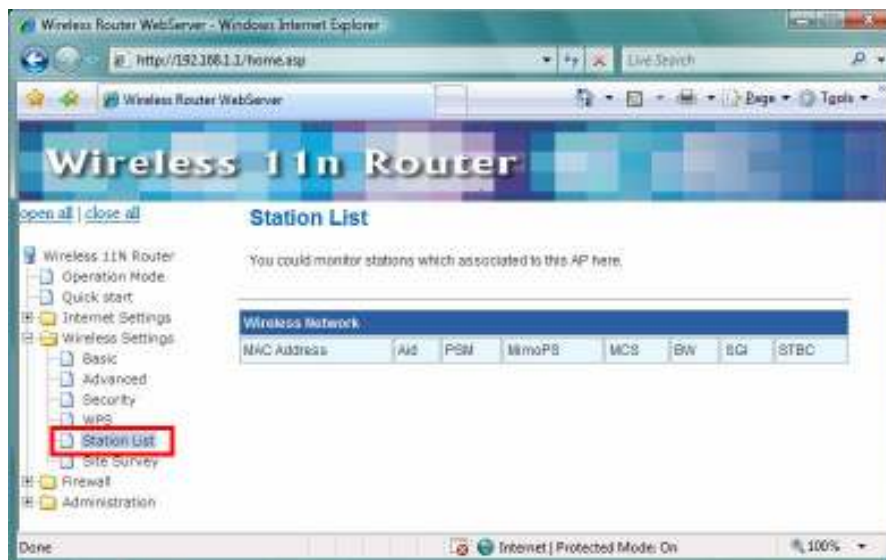 Wireless Router WebServer - Windows Internet Explorer
http://192.168.1.1/home.asp
Live Search
Wireless Router WebServer
Page
Tools
Wireless 11n Router
open all | close all
Wireless 11N Router
Operation Mode
Quick start
Internet Settings
Wireless Settings
Basic
Advanced
Security
WPS
Station List
Site Survey
Firewall
Administration
Station List
You could monitor stations which associated to this AP here.
Wireless Network
MAC Address Aid PSM MimoPS MCS BW SGI STBC
Done
Internet | Protected Mode: On
100%